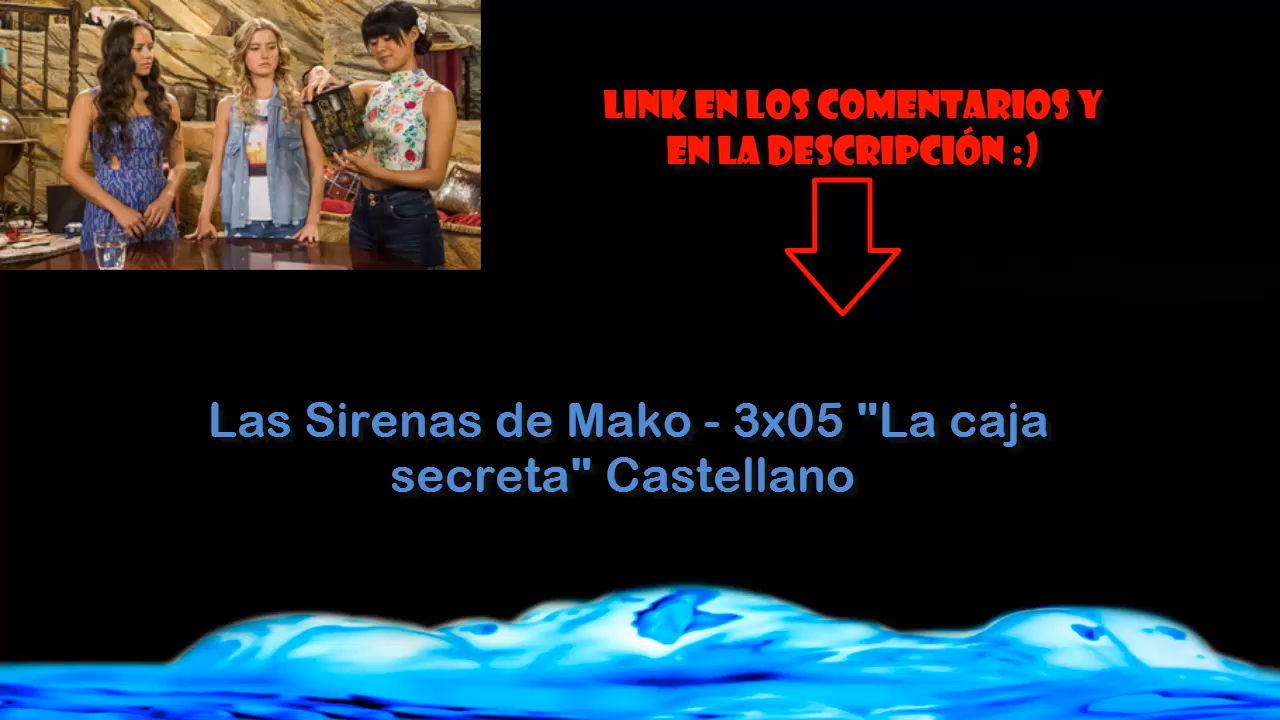 LINK EN LOS COMENTARIOS Y
EN LA DESCRIPCIÓN :)
Las Sirenas de Mako - 3x05 "La caja
secreta" Castellano